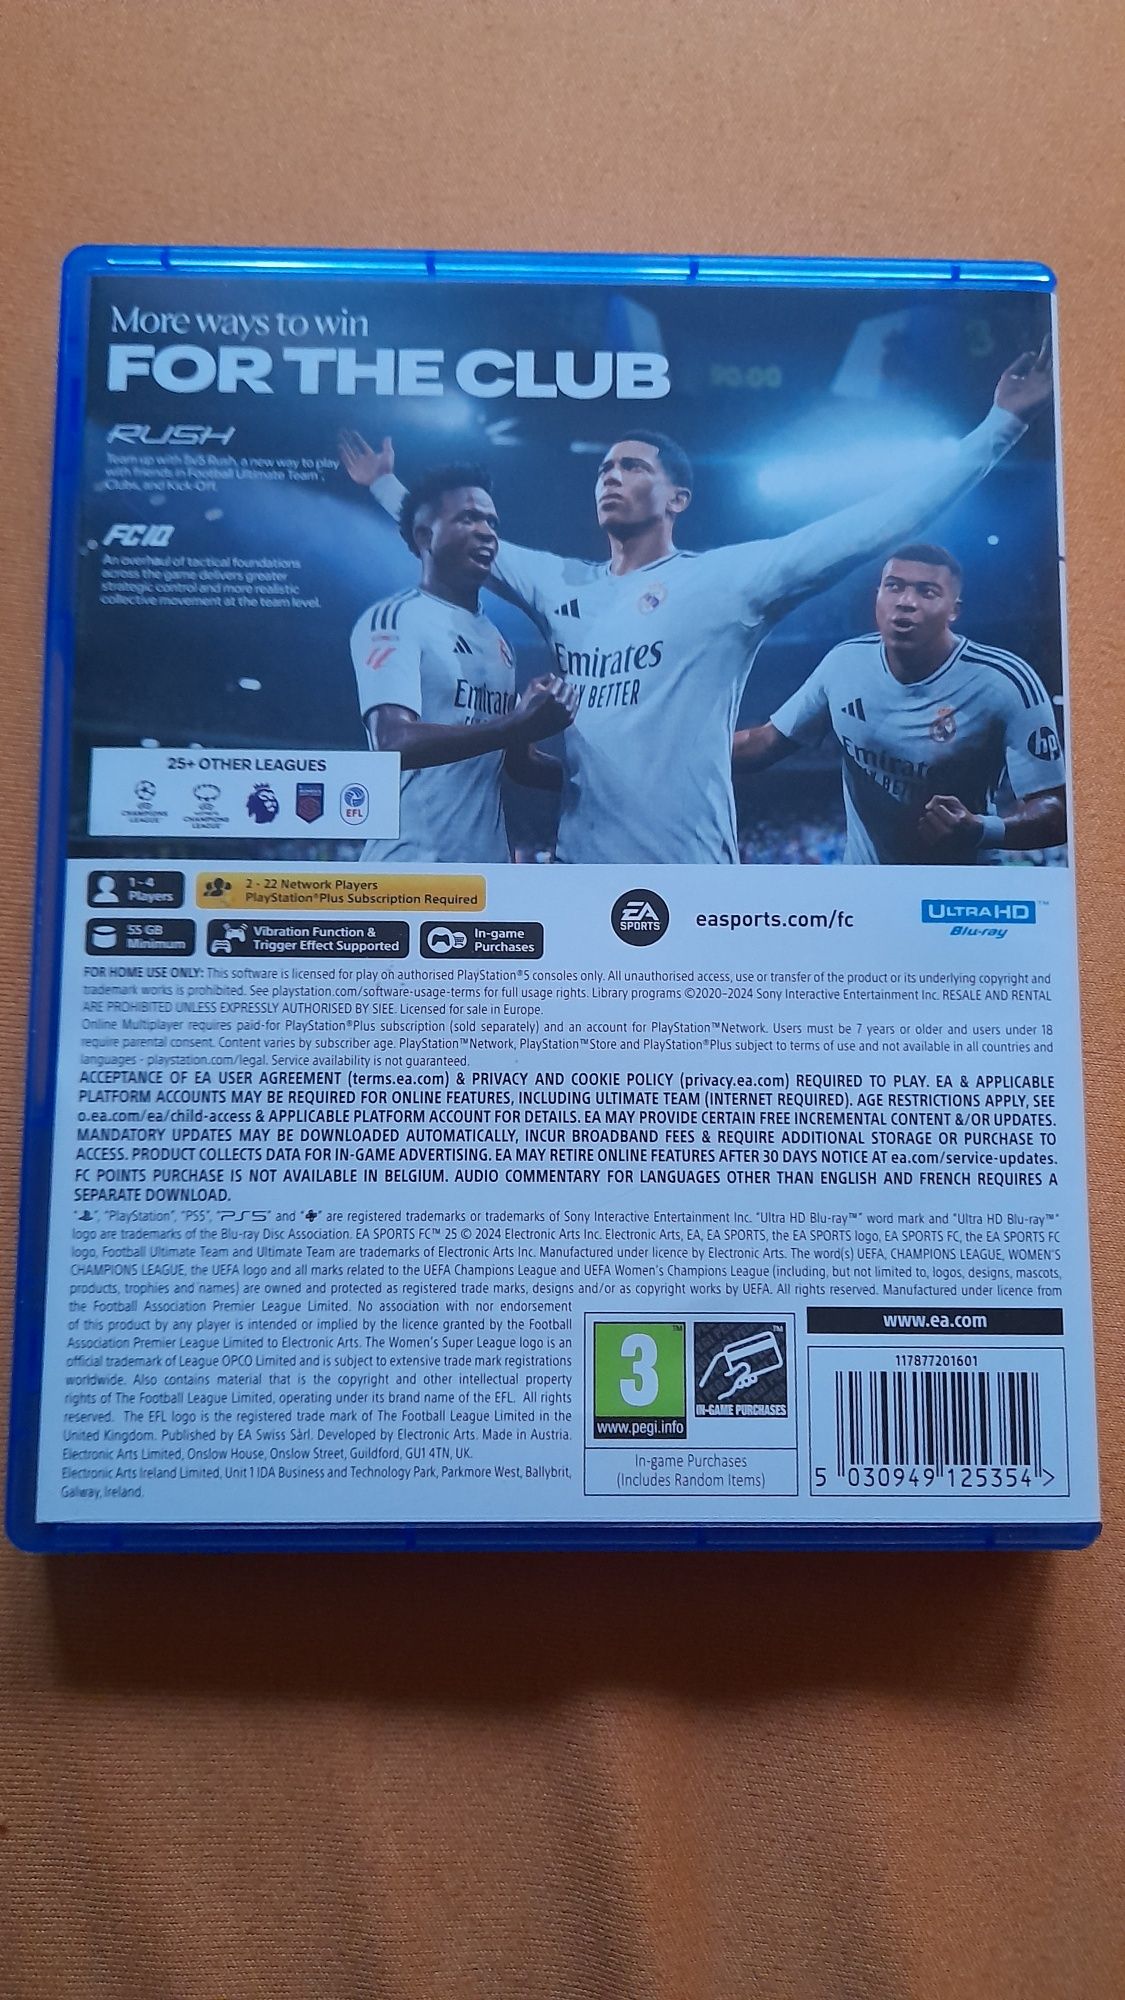 More ways to win
FOR THE CLUB
90:00
3
RUSH
Team up with 5v5 Rush, a new way to play
with friends in Football Ultimate Team™,
Clubs, and Kick-Off.
FC IQ
An overhaul of tactical foundations
across the game delivers greater
strategic control and more realistic
collective movement at the team level.
Emirates
FLY BETTER
Emirates
Y BETTER
Emirates
hp
25+ OTHER LEAGUES
CHAMPIONS LEAGUE
CHAMPIONS LEAGUE
EFL
1-4 Players
2 - 22 Network Players
PlayStation®Plus Subscription Required
55 GB Minimum
Vibration Function &
Trigger Effect Supported
In-game
Purchases
EA SPORTS
easports.com/fc
ULTRA HD™
Blu-ray
FOR HOME USE ONLY: This software is licensed for play on authorised PlayStation®5 consoles only. All unauthorised access, use or transfer of the product or its underlying copyright and
trademark works is prohibited. See playstation.com/software-usage-terms for full usage rights. Library programs ©2020–2024 Sony Interactive Entertainment Inc. RESALE AND RENTAL
ARE PROHIBITED UNLESS EXPRESSLY AUTHORISED BY SIEE. Licensed for sale in Europe.
Online Multiplayer requires paid-for PlayStation®Plus subscription (sold separately) and an account for PlayStation™Network. Users must be 7 years or older and users under 18
require parental consent. Content varies by subscriber age. PlayStation™Network, PlayStation™Store and PlayStation®Plus subject to terms of use and not available in all countries and
languages - playstation.com/legal. Service availability is not guaranteed.
ACCEPTANCE OF EA USER AGREEMENT (terms.ea.com) & PRIVACY AND COOKIE POLICY (privacy.ea.com) REQUIRED TO PLAY. EA & APPLICABLE
PLATFORM ACCOUNTS MAY BE REQUIRED FOR ONLINE FEATURES, INCLUDING ULTIMATE TEAM (INTERNET REQUIRED). AGE RESTRICTIONS APPLY, SEE
o.ea.com/ea/child-access & APPLICABLE PLATFORM ACCOUNT FOR DETAILS. EA MAY PROVIDE CERTAIN FREE INCREMENTAL CONTENT &/OR UPDATES.
MANDATORY UPDATES MAY BE DOWNLOADED AUTOMATICALLY, INCUR BROADBAND FEES & REQUIRE ADDITIONAL STORAGE OR PURCHASE TO
ACCESS. PRODUCT COLLECTS DATA FOR IN-GAME ADVERTISING. EA MAY RETIRE ONLINE FEATURES AFTER 30 DAYS NOTICE AT ea.com/service-updates.
FC POINTS PURCHASE IS NOT AVAILABLE IN BELGIUM. AUDIO COMMENTARY FOR LANGUAGES OTHER THAN ENGLISH AND FRENCH REQUIRES A
SEPARATE DOWNLOAD.
"", "PlayStation", "PS5", "PS5" and "" are registered trademarks or trademarks of Sony Interactive Entertainment Inc. "Ultra HD Blu-ray™" word mark and "Ultra HD Blu-ray™"
logo are trademarks of the Blu-ray Disc Association. EA SPORTS FC™ 25 © 2024 Electronic Arts Inc. Electronic Arts, EA, EA SPORTS, the EA SPORTS logo, EA SPORTS FC, the EA SPORTS FC
logo, Football Ultimate Team and Ultimate Team are trademarks of Electronic Arts Inc. Manufactured under licence by Electronic Arts. The word(s) UEFA, CHAMPIONS LEAGUE, WOMEN'S
CHAMPIONS LEAGUE, the UEFA logo and all marks related to the UEFA Champions League and UEFA Women's Champions League (including, but not limited to, logos, designs, mascots,
products, trophies and names) are owned and protected as registered trade marks, designs and/or as copyright works by UEFA. All rights reserved. Manufactured under licence from
the Football Association Premier League Limited. No association with nor endorsement
of this product by any player is intended or implied by the licence granted by the Football
Association Premier League Limited to Electronic Arts. The Women's Super League logo is an
official trademark of League OPCO Limited and is subject to extensive trade mark registrations
worldwide. Also contains material that is the copyright and other intellectual property
rights of The Football League Limited, operating under its brand name of the EFL. All rights
reserved. The EFL logo is the registered trade mark of The Football League Limited in the
United Kingdom. Published by EA Swiss Sàrl. Developed by Electronic Arts. Made in Austria.
Electronic Arts Limited, Onslow House, Onslow Street, Guildford, GU1 4TN, UK.
Electronic Arts Ireland Limited, Unit 1 IDA Business and Technology Park, Parkmore West, Ballybrit,
Galway, Ireland.
3™
www.pegi.info
IN-GAME PURCHASES
In-game Purchases
(Includes Random Items)
www.ea.com
117877201601
5 030949 125354 >